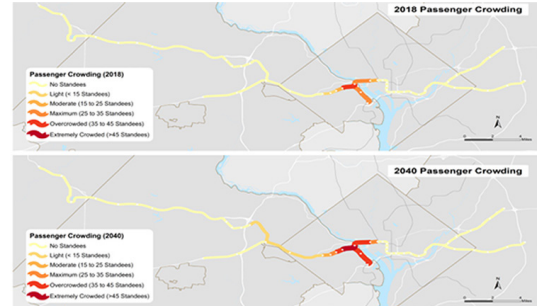 2018 Passenger Crowding
Passenger Crowding (2018)
No Standees
Light (< 15 Standees)
Moderate (15 to 25 Standees)
Maximum (25 to 35 Standees)
Overcrowded (35 to 45 Standees)
Extremely Crowded (>45 Standees)
N
2040 Passenger Crowding
Passenger Crowding (2040)
No Standees
Light (< 15 Standees)
Moderate (15 to 25 Standees)
Maximum (25 to 35 Standees)
Overcrowded (35 to 45 Standees)
Extremely Crowded (>45 Standees)
N